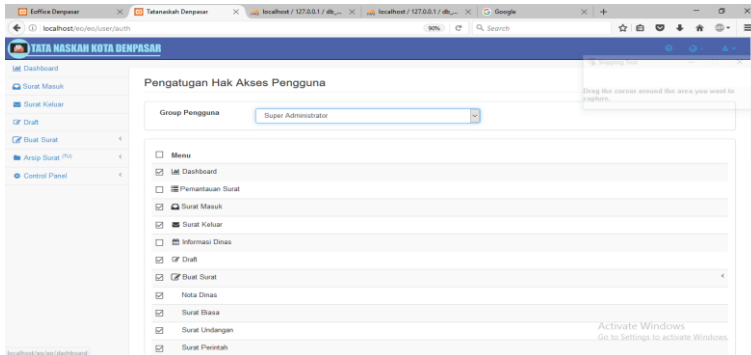 Eoffice Denpasar
Tatanaskah Denpasar
localhost / 127.0.0.1 / db_...
localhost / 127.0.0.1 / db_...
Google
localhost/eo/eo/user/auth
90%
Search
TATA NASKAH KOTA DENPASAR
Snipping Tool
Drag the cursor around the area you want to
capture.
Dashboard
Surat Masuk
Surat Keluar
Draft
Buat Surat
Arsip Surat
Control Panel
Pengatugan Hak Akses Pengguna
Group Pengguna
Super Administrator
Menu
Dashboard
Pemantauan Surat
Surat Masuk
Surat Keluar
Informasi Dinas
Draft
Buat Surat
Nota Dinas
Surat Biasa
Surat Undangan
Surat Perintah
Activate Windows
Go to Settings to activate Windows.
localhost/eo/eo/dashboard